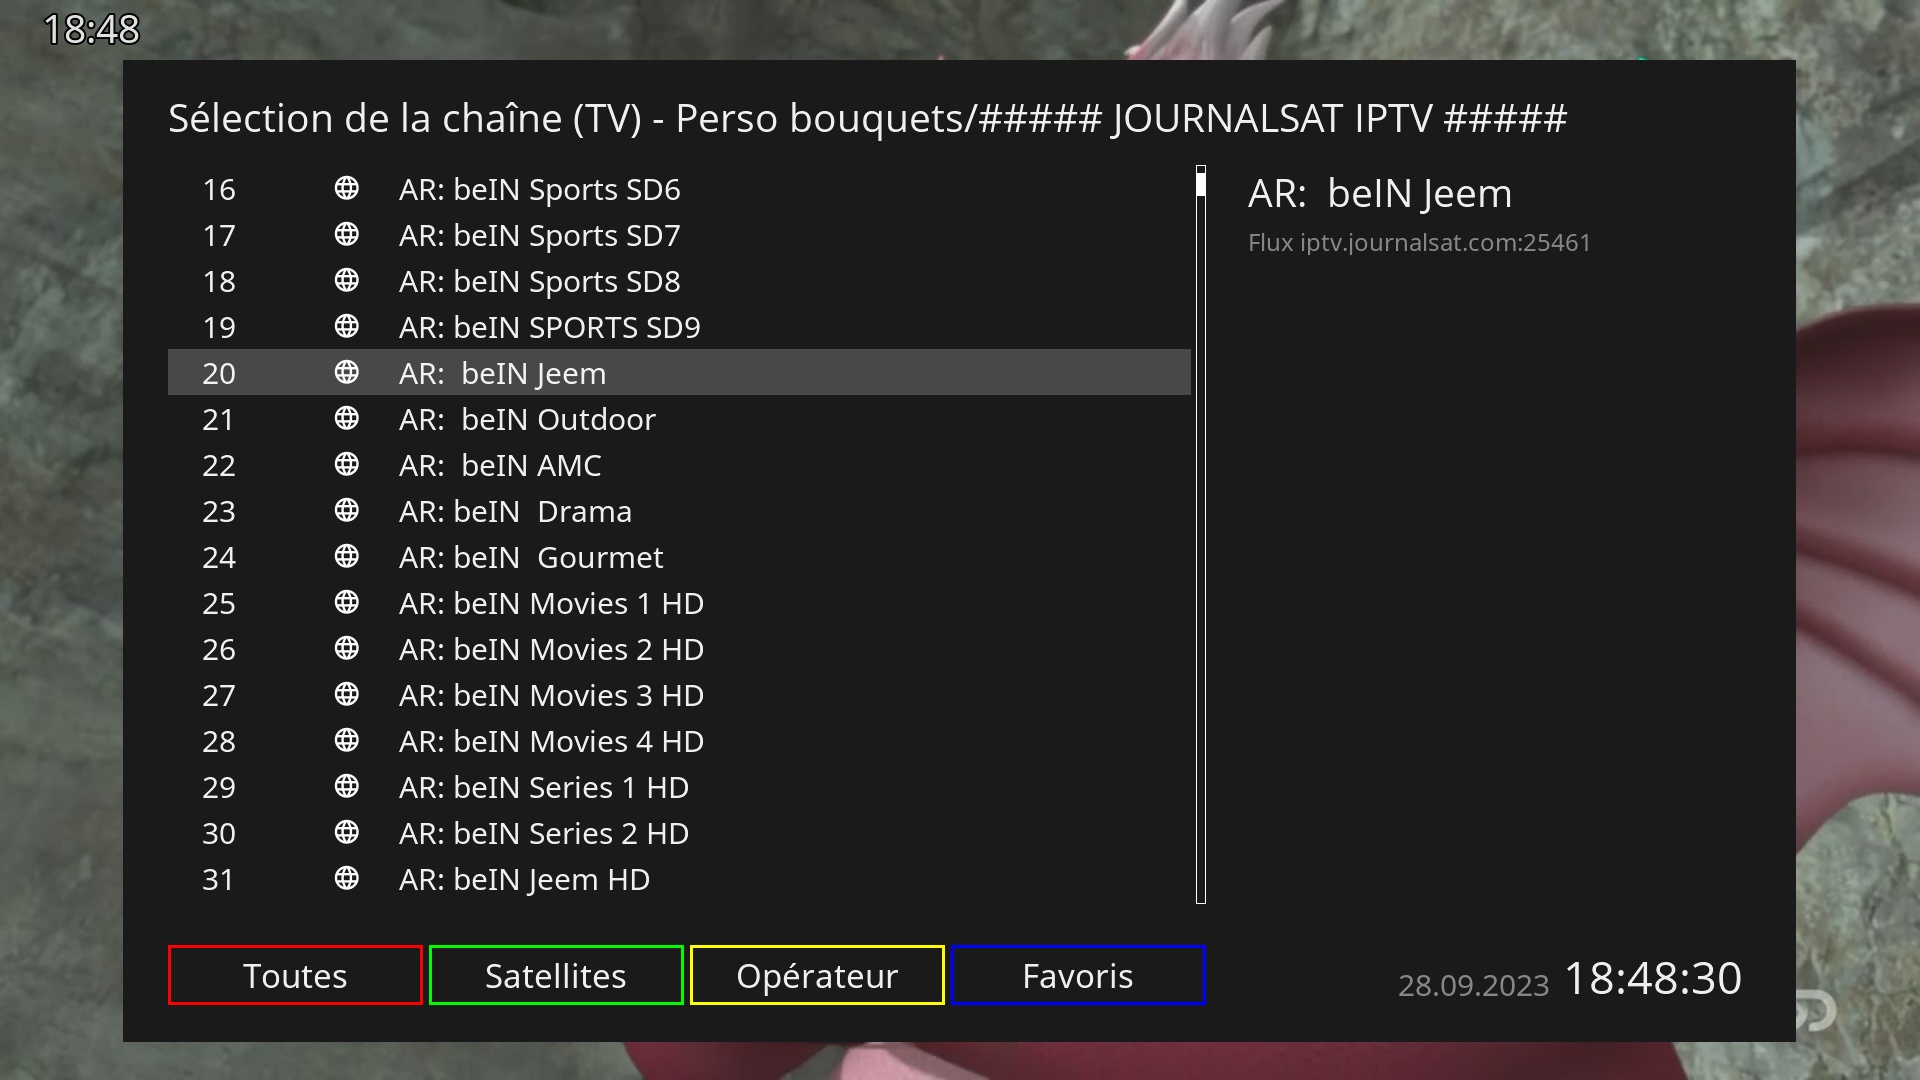 18:48
Sélection de la chaîne (TV) - Perso bouquets/##### JOURNALSAT IPTV #####
16 AR: beIN Sports SD6
17 AR: beIN Sports SD7
18 AR: beIN Sports SD8
19 AR: beIN SPORTS SD9
20 AR:  beIN Jeem
21 AR:  beIN Outdoor
22 AR:  beIN AMC
23 AR: beIN  Drama
24 AR: beIN  Gourmet
25 AR: beIN Movies 1 HD
26 AR: beIN Movies 2 HD
27 AR: beIN Movies 3 HD
28 AR: beIN Movies 4 HD
29 AR: beIN Series 1 HD
30 AR: beIN Series 2 HD
31 AR: beIN Jeem HD
AR:  beIN Jeem
Flux iptv.journalsat.com:25461
Toutes Satellites Opérateur Favoris
28.09.2023 18:48:30